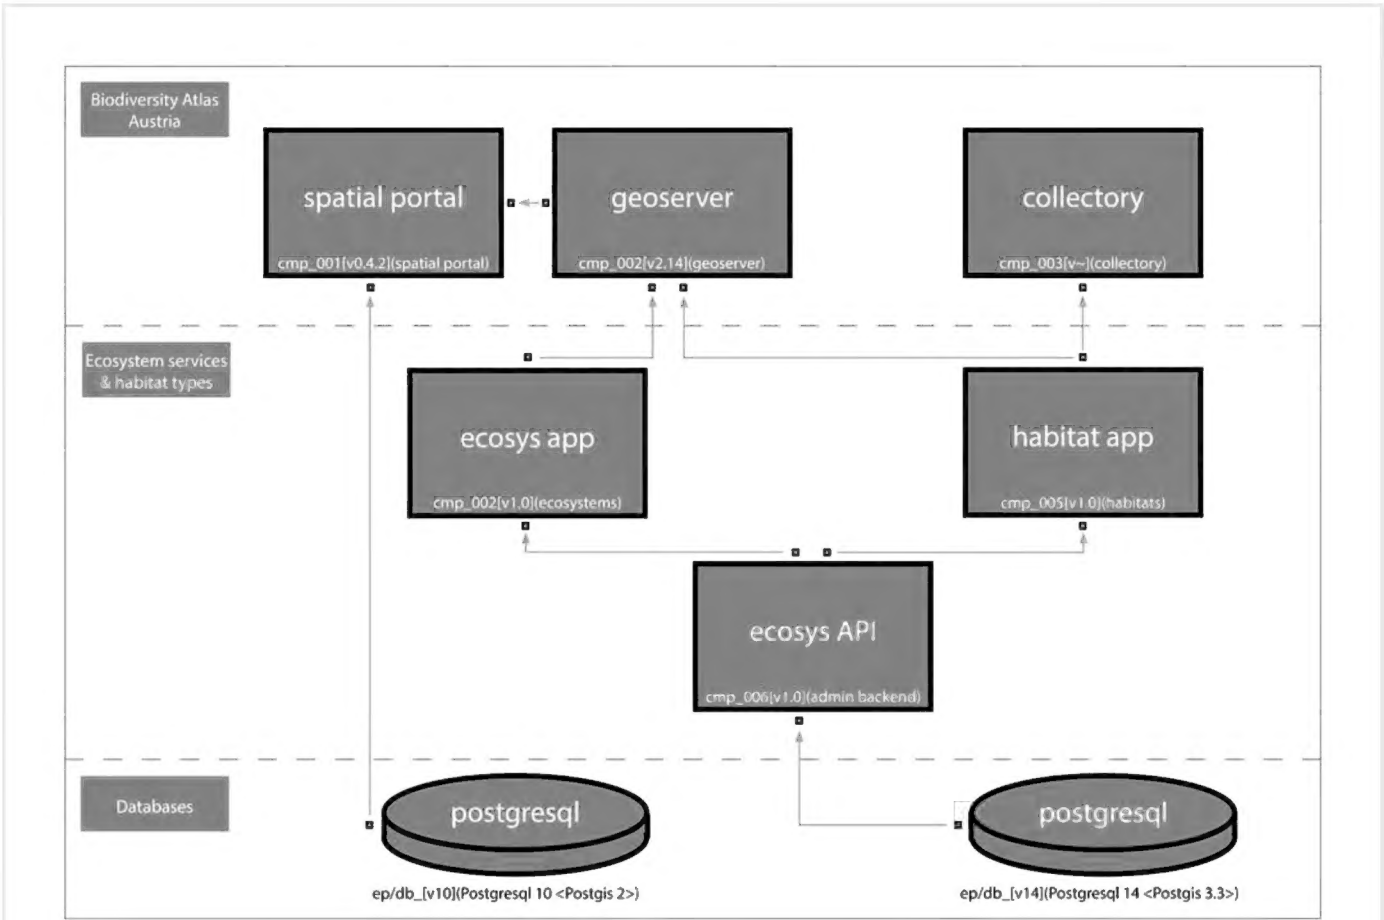 Biodiversity Atlas
Austria
spatial portal
cmp_001[v0.4.2](spatial portal)
geoserver
cmp_002[v2.14](geoserver)
collectory
cmp_003[v~](collectory)
Ecosystem services
& habitat types
ecosys app
cmp_002[v1.0](ecosystems)
habitat app
cmp_005[v1.0](habitats)
ecosys API
cmp_006[v1.0](admin backend)
Databases
postgresql
ep/db_[v10](Postgresql 10 <Postgis 2>)
postgresql
ep/db_[v14](Postgresql 14 <Postgis 3.3>)